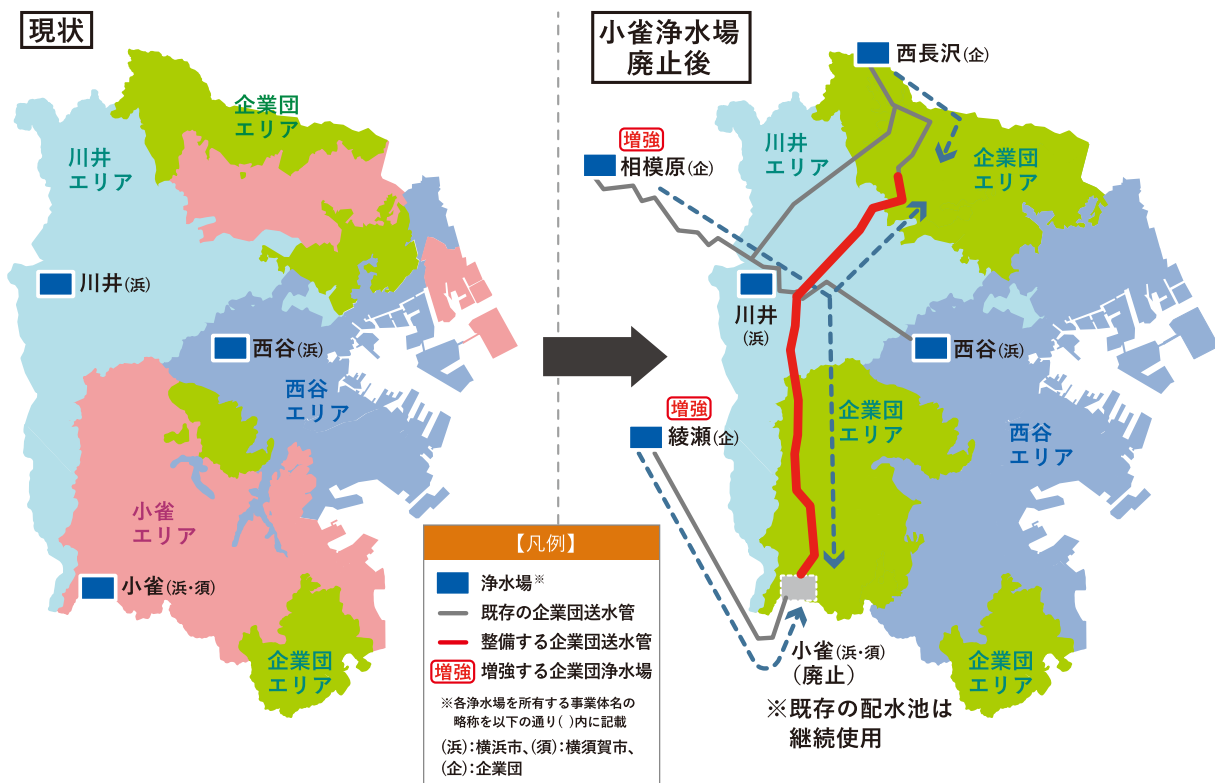 現状
企業団
エリア
川井
エリア
川井(浜)
西谷(浜)
西谷
エリア
小雀
エリア
小雀(浜・須)
企業団
エリア
【凡例】
浄水場※
既存の企業団送水管
整備する企業団送水管
増強 増強する企業団浄水場
※各浄水場を所有する事業体名の
略称を以下の通り( )内に記載
(浜):横浜市、(須):横須賀市、
(企):企業団
小雀浄水場
廃止後
西長沢(企)
増強
相模原(企)
川井
エリア
企業団
エリア
川井
(浜)
西谷(浜)
増強
綾瀬(企)
企業団
エリア
西谷
エリア
小雀(浜・須)
(廃止)
企業団
エリア
※既存の配水池は
継続使用